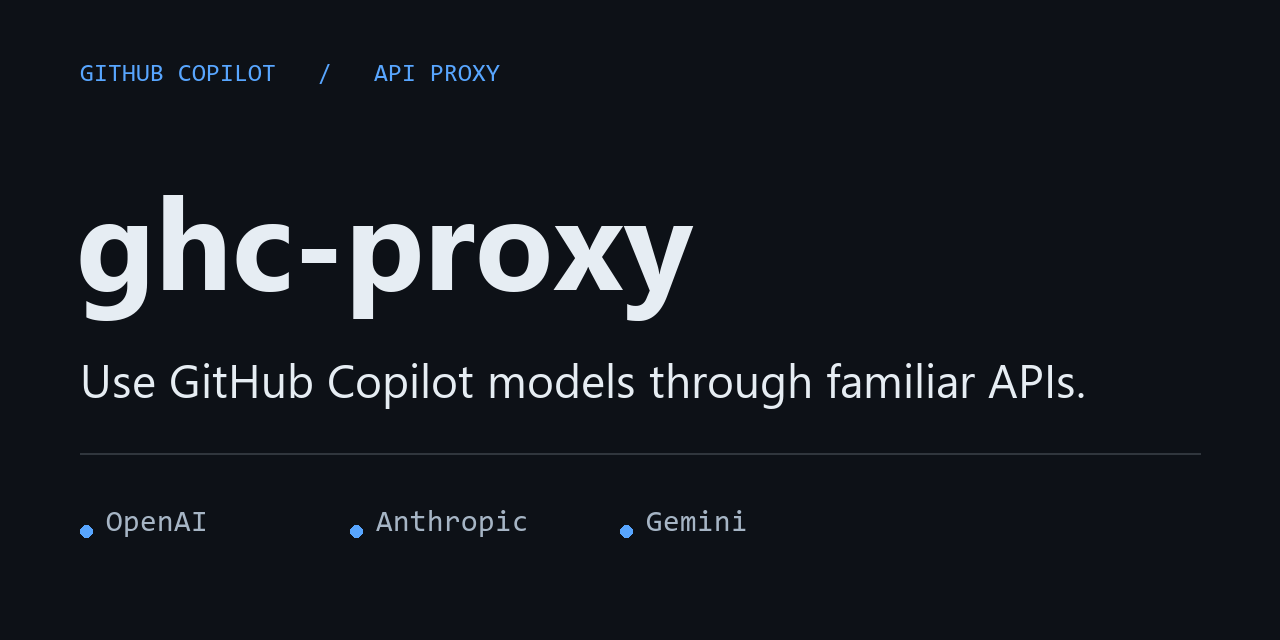 GITHUB COPILOT / API PROXY
ghc-proxy
Use GitHub Copilot models through familiar APIs.
OpenAI Anthropic Gemini